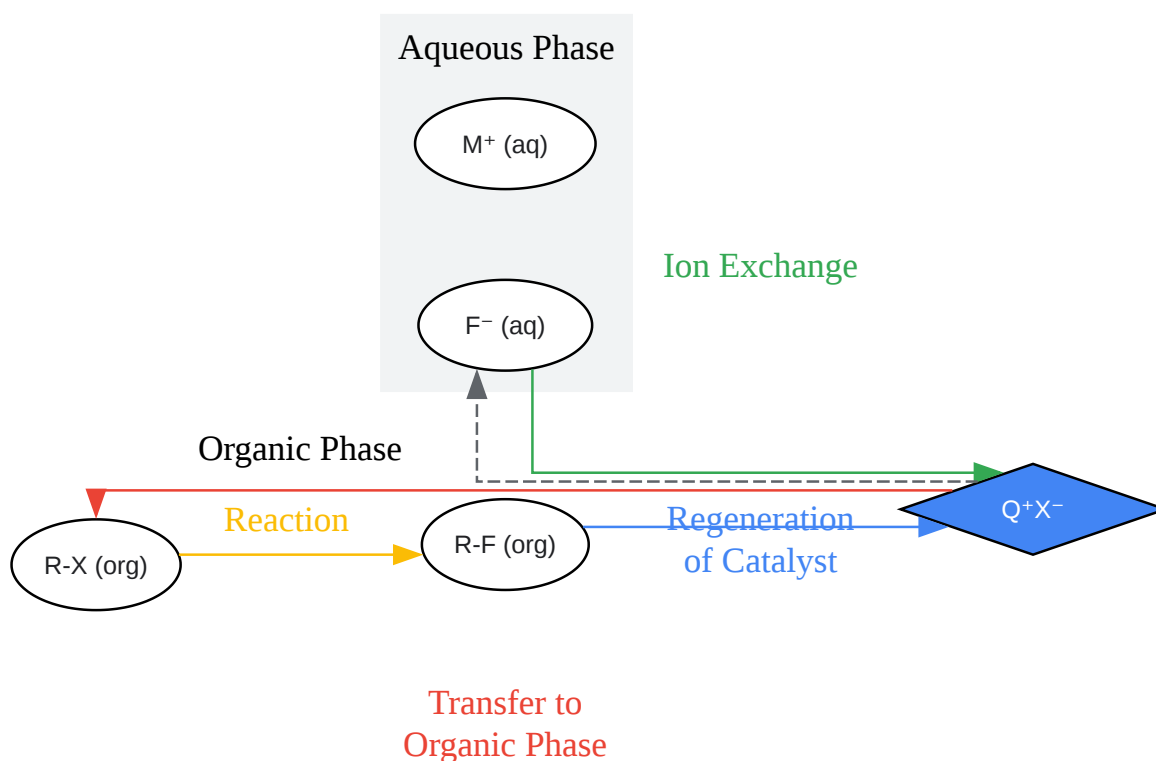 Aqueous Phase
M⁺ (aq)
Ion Exchange
F⁻ (aq)
Organic Phase
Reaction
Regeneration
of Catalyst
Q⁺X⁻
R-X (org)
R-F (org)
Transfer to
Organic Phase